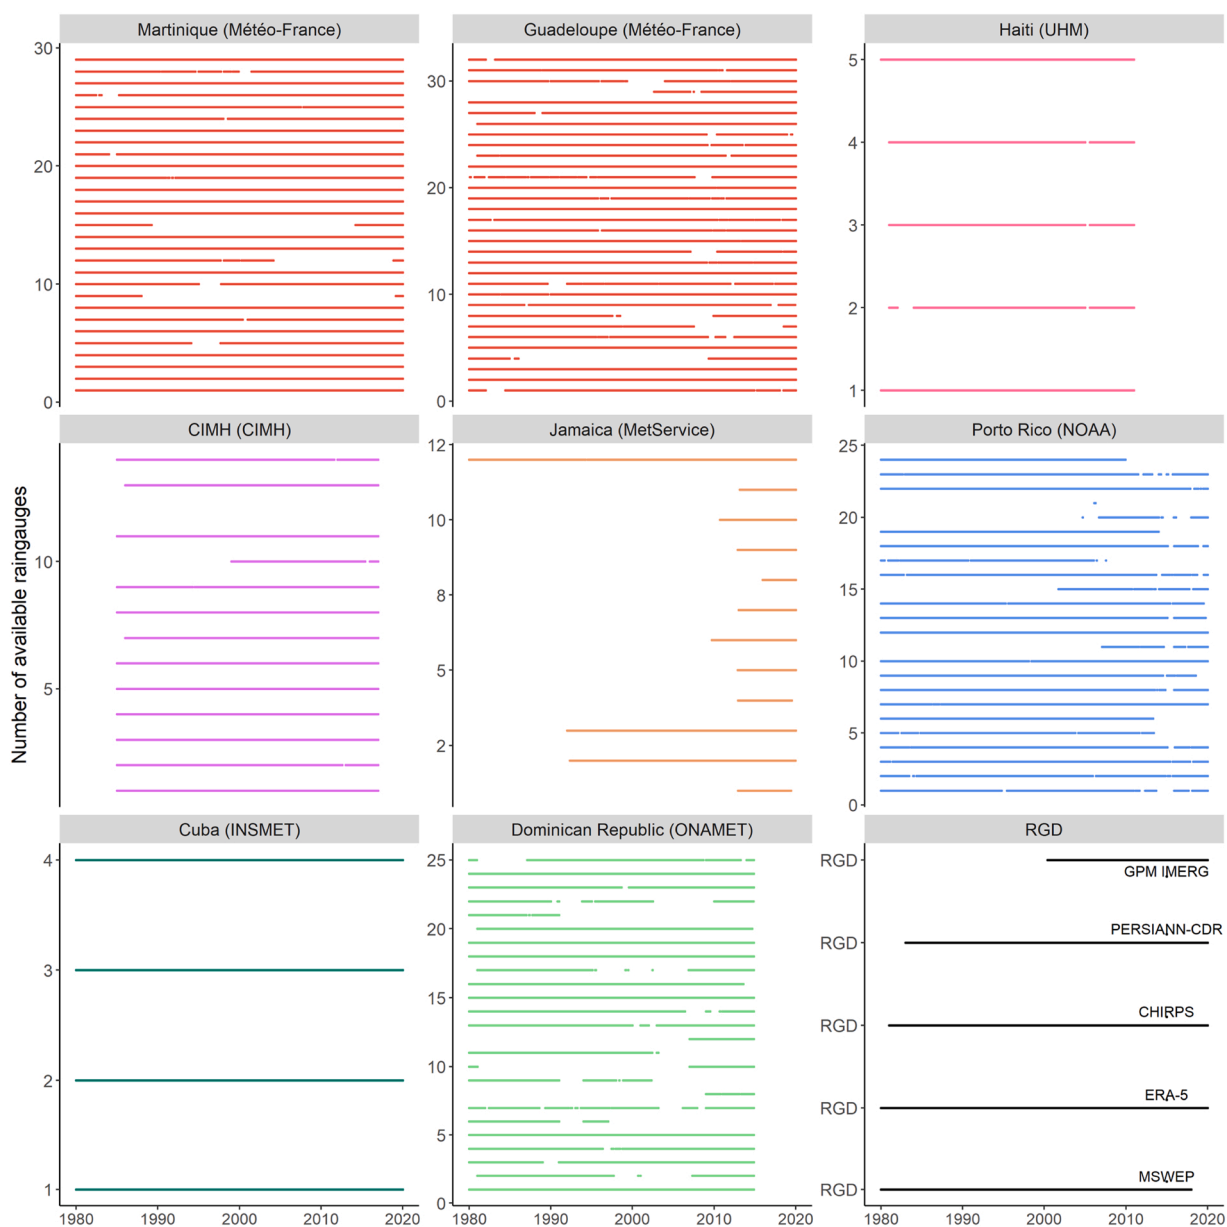 Martinique (Météo-France)
Guadeloupe (Météo-France)
Haiti (UHM)
30
20
10
0
30
20
10
0
5
4
3
2
1
CIMH (CIMH)
Jamaica (MetService)
Porto Rico (NOAA)
Number of available raingauges
10
5
12
10
8
5
2
25
20
15
10
5
0
Cuba (INSMET)
Dominican Republic (ONAMET)
RGD
4
3
2
1
25
20
15
10
5
0
RGD
GPM IMERG
PERSIANN-CDR
RGD
CHIRPS
RGD
ERA-5
RGD
MSWEP
RGD
1980 1990 2000 2010 2020
1980 1990 2000 2010 2020
1980 1990 2000 2010 2020